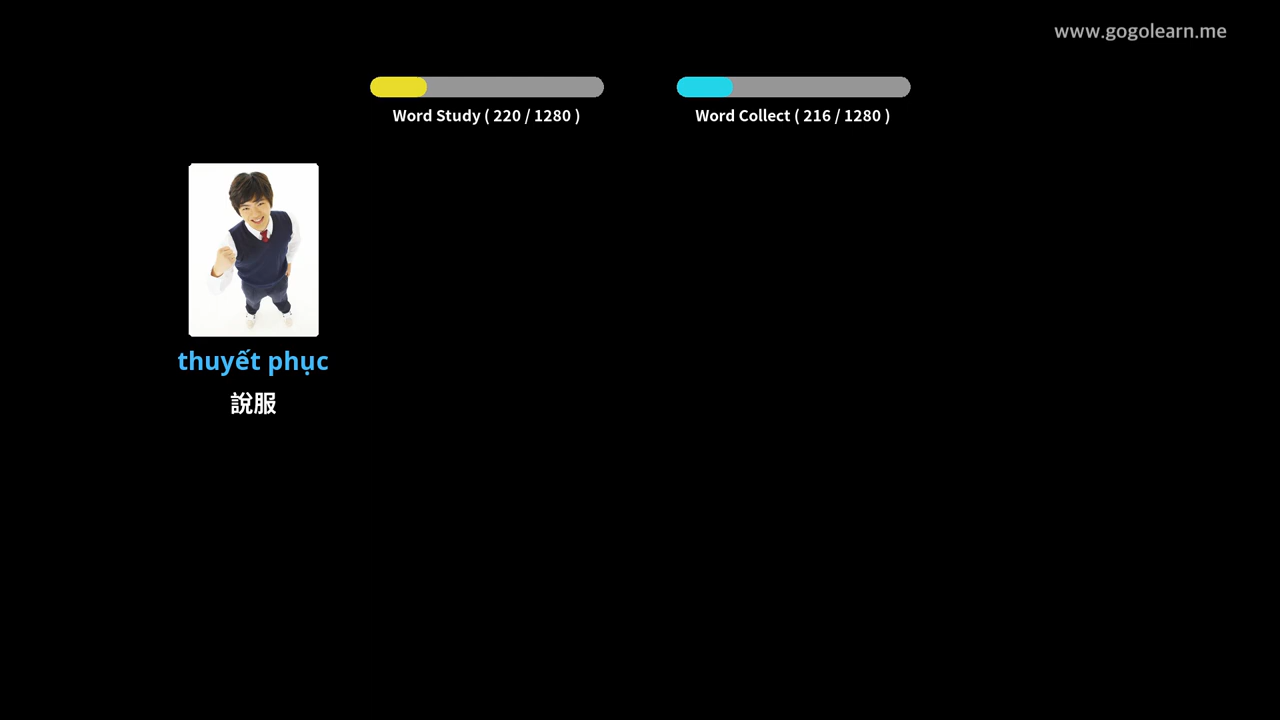 www.gogolearn.me
Word Study ( 220 / 1280 )
Word Collect ( 216 / 1280 )
thuyết phục
說服